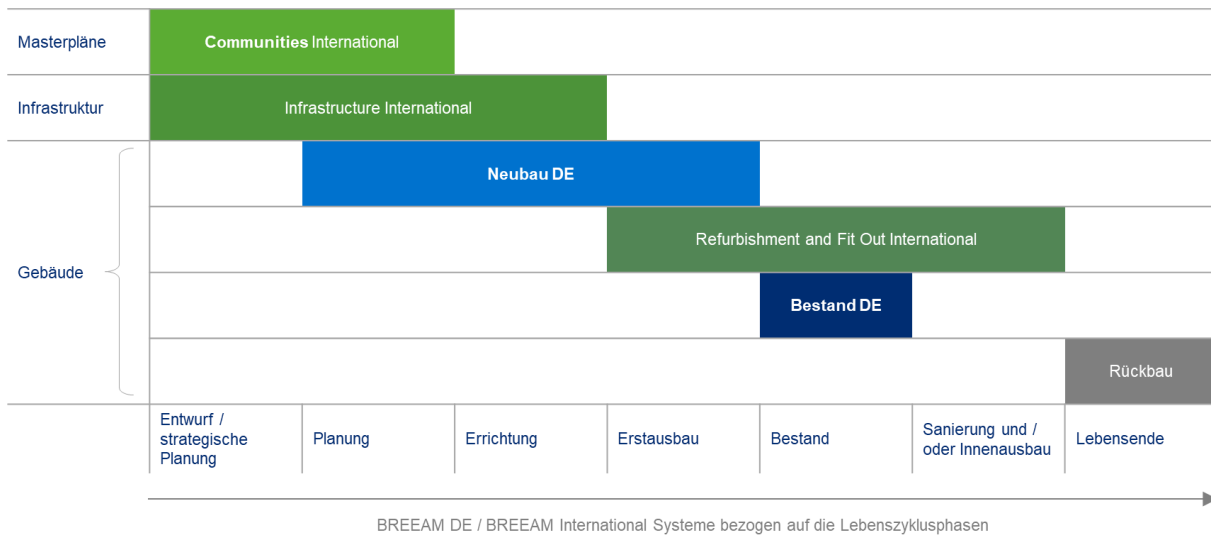 Masterpläne
Communities International
Infrastruktur
Infrastructure International
Neubau DE
Refurbishment and Fit Out International
Gebäude
Bestand DE
Rückbau
Entwurf /
strategische
Planung
Planung
Errichtung
Erstausbau
Bestand
Sanierung und /
oder Innenausbau
Lebensende
BREEAM DE / BREEAM International Systeme bezogen auf die Lebenszyklusphasen